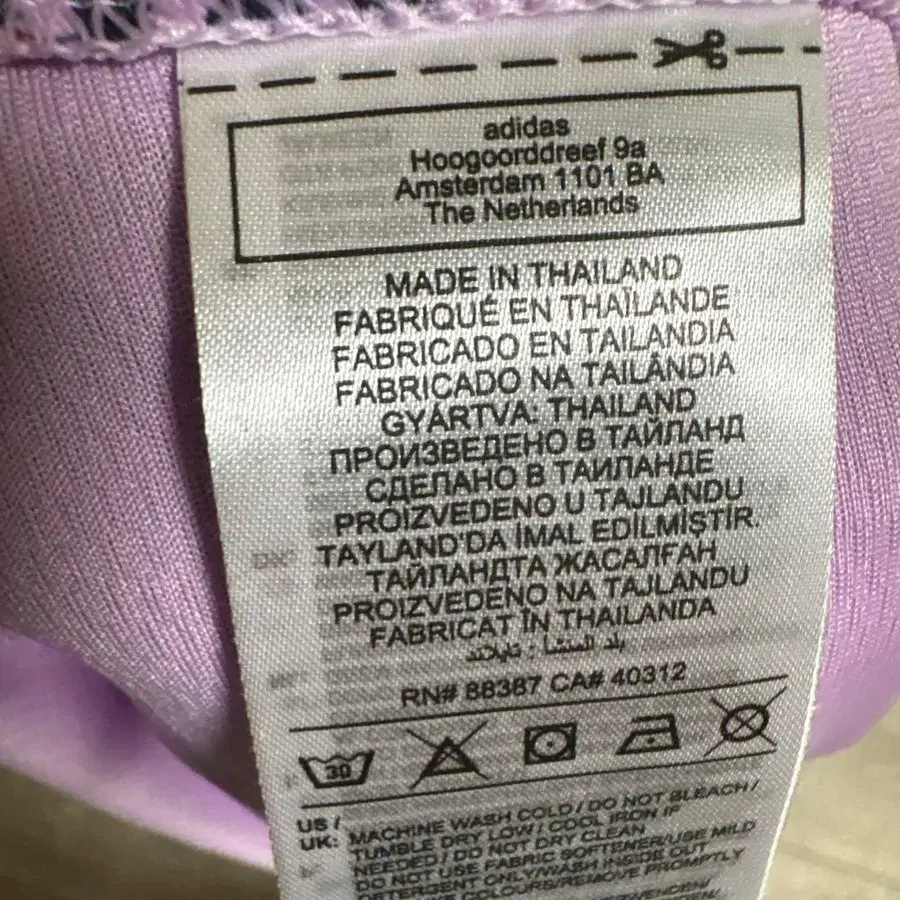 adidas
Hoogoorddreef 9a
Amsterdam 1101 BA
The Netherlands
MADE IN THAILAND
FABRIQUÉ EN THAÏLANDE
FABRICADO EN TAILANDIA
FABRICADO NA TAILÂNDIA
GYÁRTVA: THAILAND
ПРОИЗВЕДЕНО В ТАЙЛАНД
СДЕЛАНО В ТАИЛАНДЕ
PROIZVEDENO U TAJLANDU
TAYLAND'DA İMAL EDİLMİŞTİR.
ТАЙЛАНДТА ЖАСАЛҒАН
PROIZVEDENO NA TAJLANDU
FABRICAT ÎN THAILANDA
بلد المنشأ : تايلاند
RN# 88387 CA# 40312
30
US /
UK:
MACHINE WASH COLD / DO NOT BLEACH /
TUMBLE DRY LOW / COOL IRON IF
NEEDED / DO NOT DRY CLEAN
DO NOT USE FABRIC SOFTENER/USE MILD
DETERGENT ONLY/WASH INSIDE OUT
COLOURS/REMOVE PROMPTLY